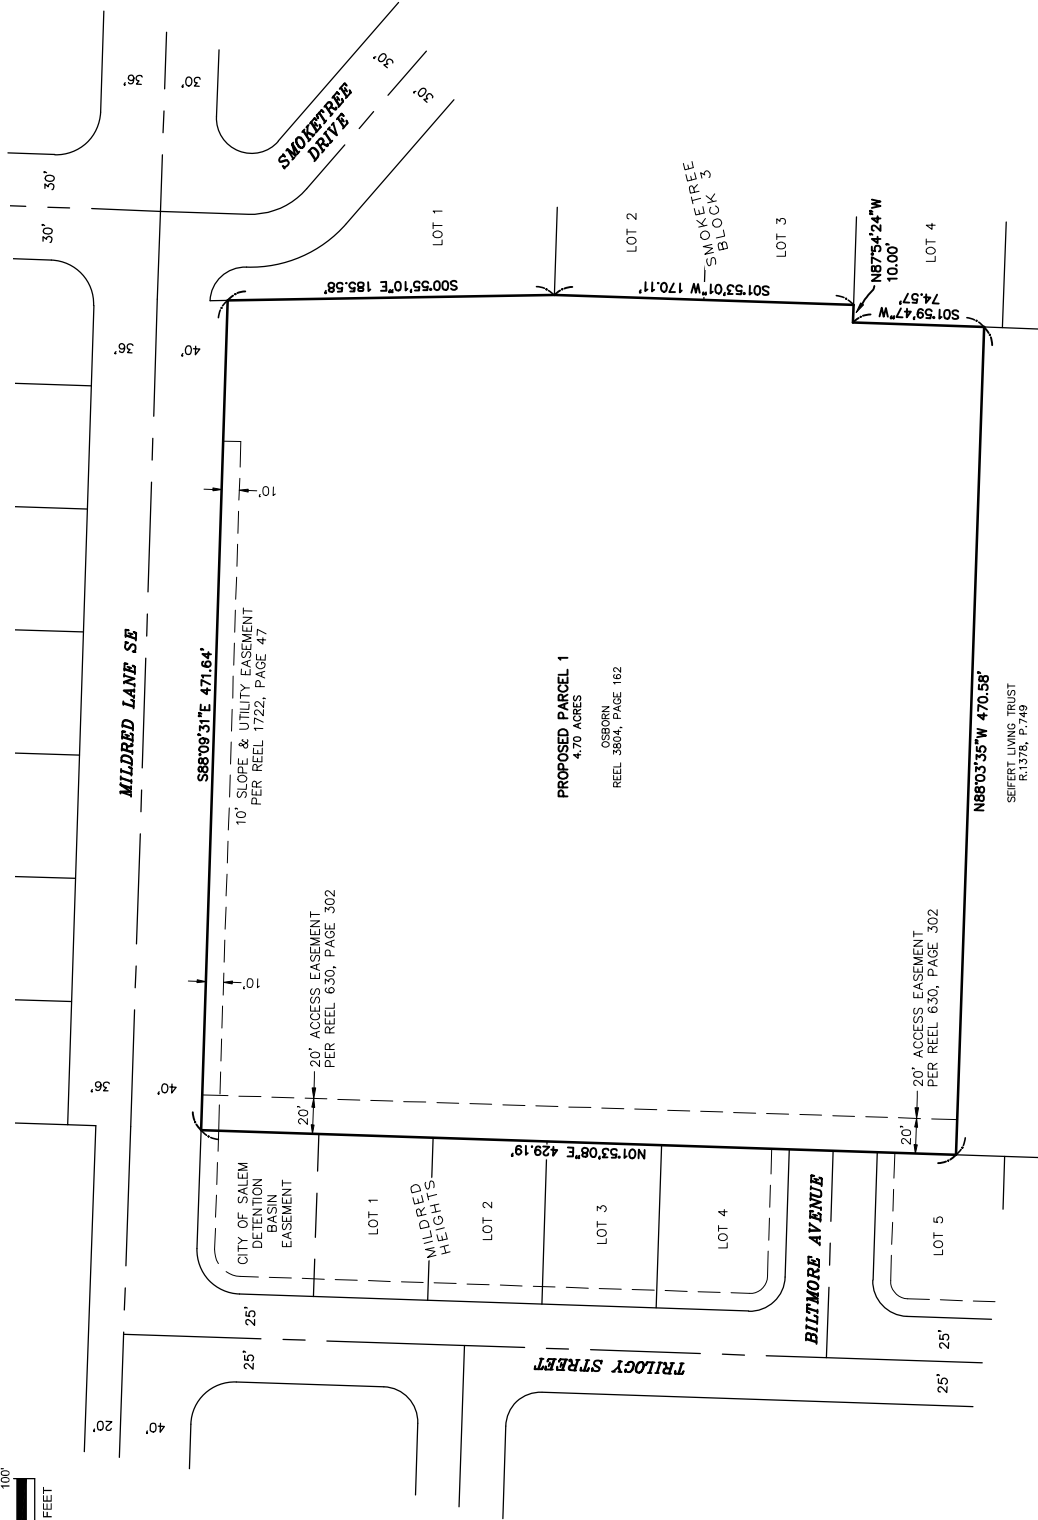 100'
FEET
36'
30'
30'
30'
SMOKETREE
DRIVE
30'
30'
36'
40'
MILDRED LANE SE
S88°09'31"E 471.64'
10'
10' SLOPE & UTILITY EASEMENT
PER REEL 1722, PAGE 47
10'
20' ACCESS EASEMENT
PER REEL 630, PAGE 302
20'
36'
40'
20'
40'
S00°55'10"E 185.58'
S01°53'01"W 170.11'
N87°54'24"W
10.00'
S01°59'47"W
74.57'
LOT 1
LOT 2
SMOKETREE
BLOCK 3
LOT 3
LOT 4
PROPOSED PARCEL 1
4.70 ACRES
OSBORN
REEL 3804, PAGE 162
N88°03'35"W 470.58'
SEIFERT LIVING TRUST
R.1378, P.749
20' ACCESS EASEMENT
PER REEL 630, PAGE 302
20'
N01°53'08"E 429.19'
CITY OF SALEM
DETENTION
BASIN
EASEMENT
LOT 1
MILDRED
HEIGHTS
LOT 2
LOT 3
LOT 4
BILTMORE AVENUE
LOT 5
25'
25'
TRILOGY STREET
25'
25'